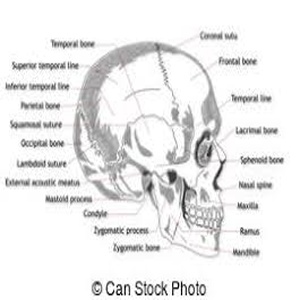 Temporal bone
Superior temporal line
Inferior temporal line
Parietal bone
Squamosal suture
Occipital bone
Lambdoid suture
External acoustic meatus
Mastoid process
Condyle
Zygomatic process
Zygomatic bone
Coronal sutu
Frontal bone
Temporal line
Lacrimal bone
Sphenoid bone
Nasal spine
Maxilla
Ramus
Mandible
© Can Stock Photo